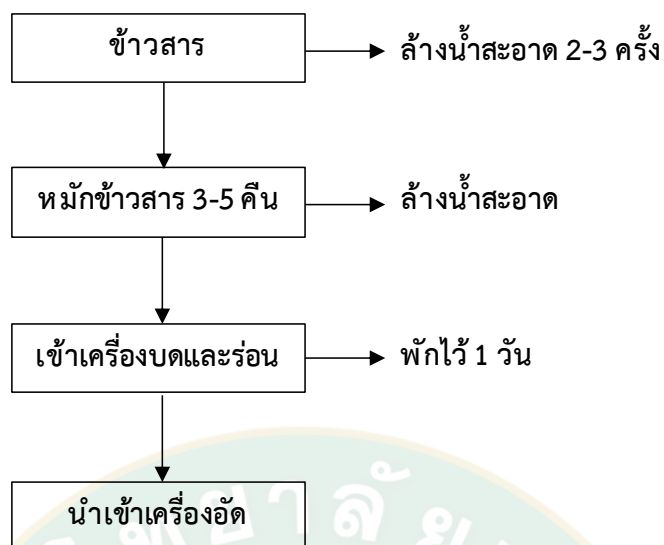 ข้าวสาร
ล้างน้ำสะอาด 2-3 ครั้ง
หมักข้าวสาร 3-5 คืน
ล้างน้ำสะอาด
เข้าเครื่องบดและร่อน
พักไว้ 1 วัน
นำเข้าเครื่องอัด